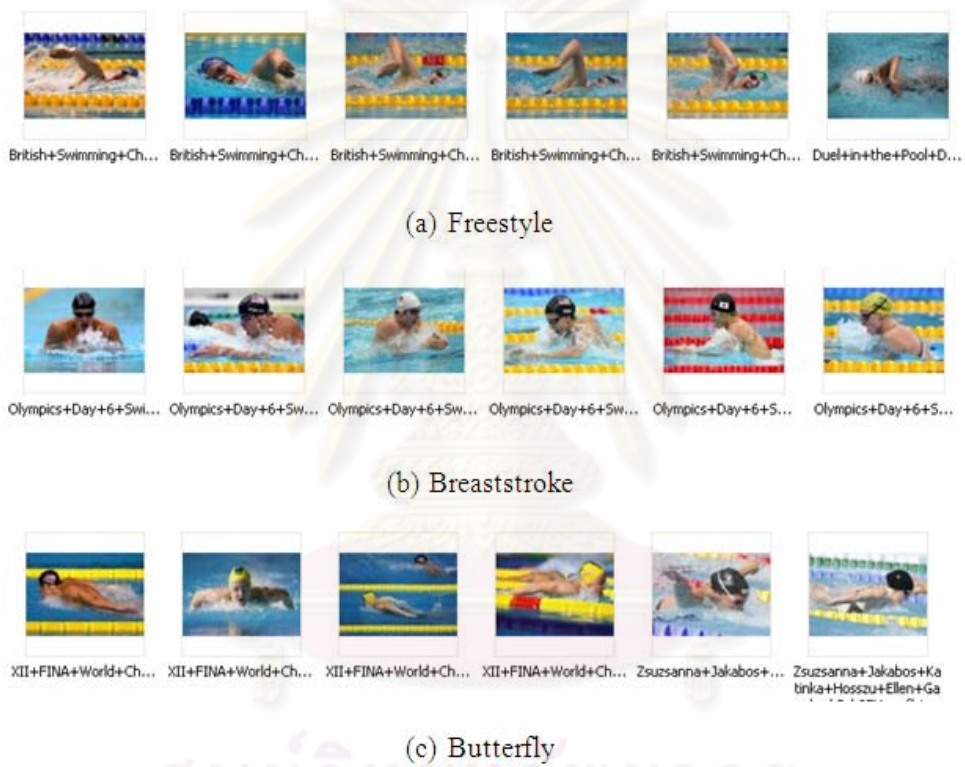 British+Swimming+Ch... British+Swimming+Ch... British+Swimming+Ch... British+Swimming+Ch... British+Swimming+Ch... Duel+in+the+Pool+D...
(a) Freestyle
Olympics+Day+6+Swi... Olympics+Day+6+Sw... Olympics+Day+6+Sw... Olympics+Day+6+Sw... Olympics+Day+6+S... Olympics+Day+6+S...
(b) Breaststroke
XII+FINA+World+Ch... XII+FINA+World+Ch... XII+FINA+World+Ch... XII+FINA+World+Ch... Zsuzsanna+Jakabos+... Zsuzsanna+Jakabos+Ka
tinka+Hosszu+Ellen+Ga
(c) Butterfly